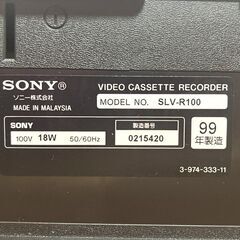 SONY® VIDEO CASSETTE RECORDER
ソニー株式会社 MODEL NO. SLV-R100
MADE IN MALAYSIA
SONY 製造番号 99
100V 18W 50/60Hz 0215420 年製造
3-974-333-11